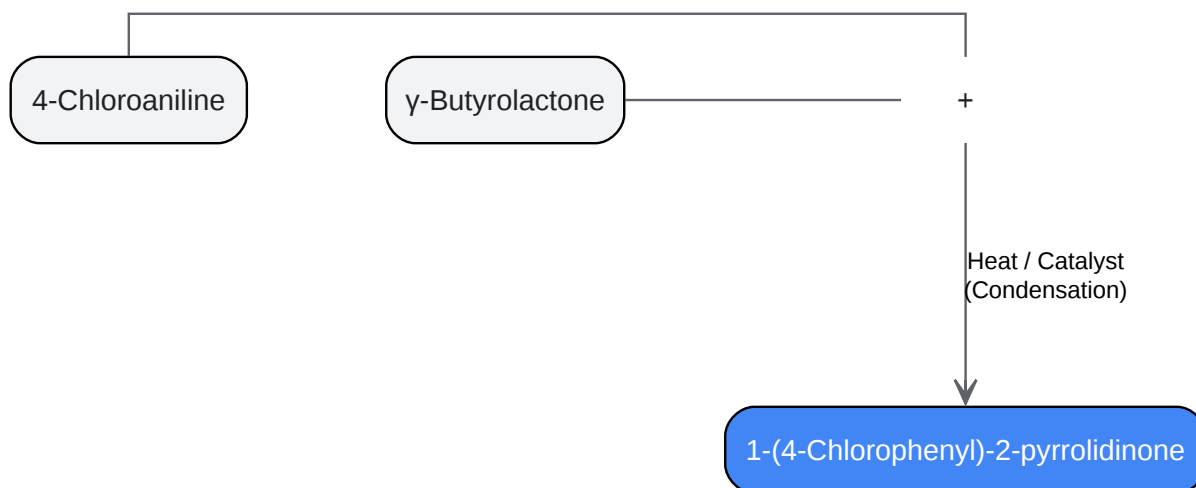 4-Chloroaniline
γ-Butyrolactone
+
Heat / Catalyst
(Condensation)
1-(4-Chlorophenyl)-2-pyrrolidinone